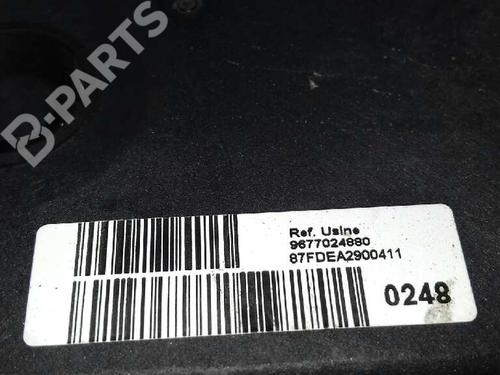 B-PARTS
Ref. Usine
9677024880
87FDEA2900411
0248